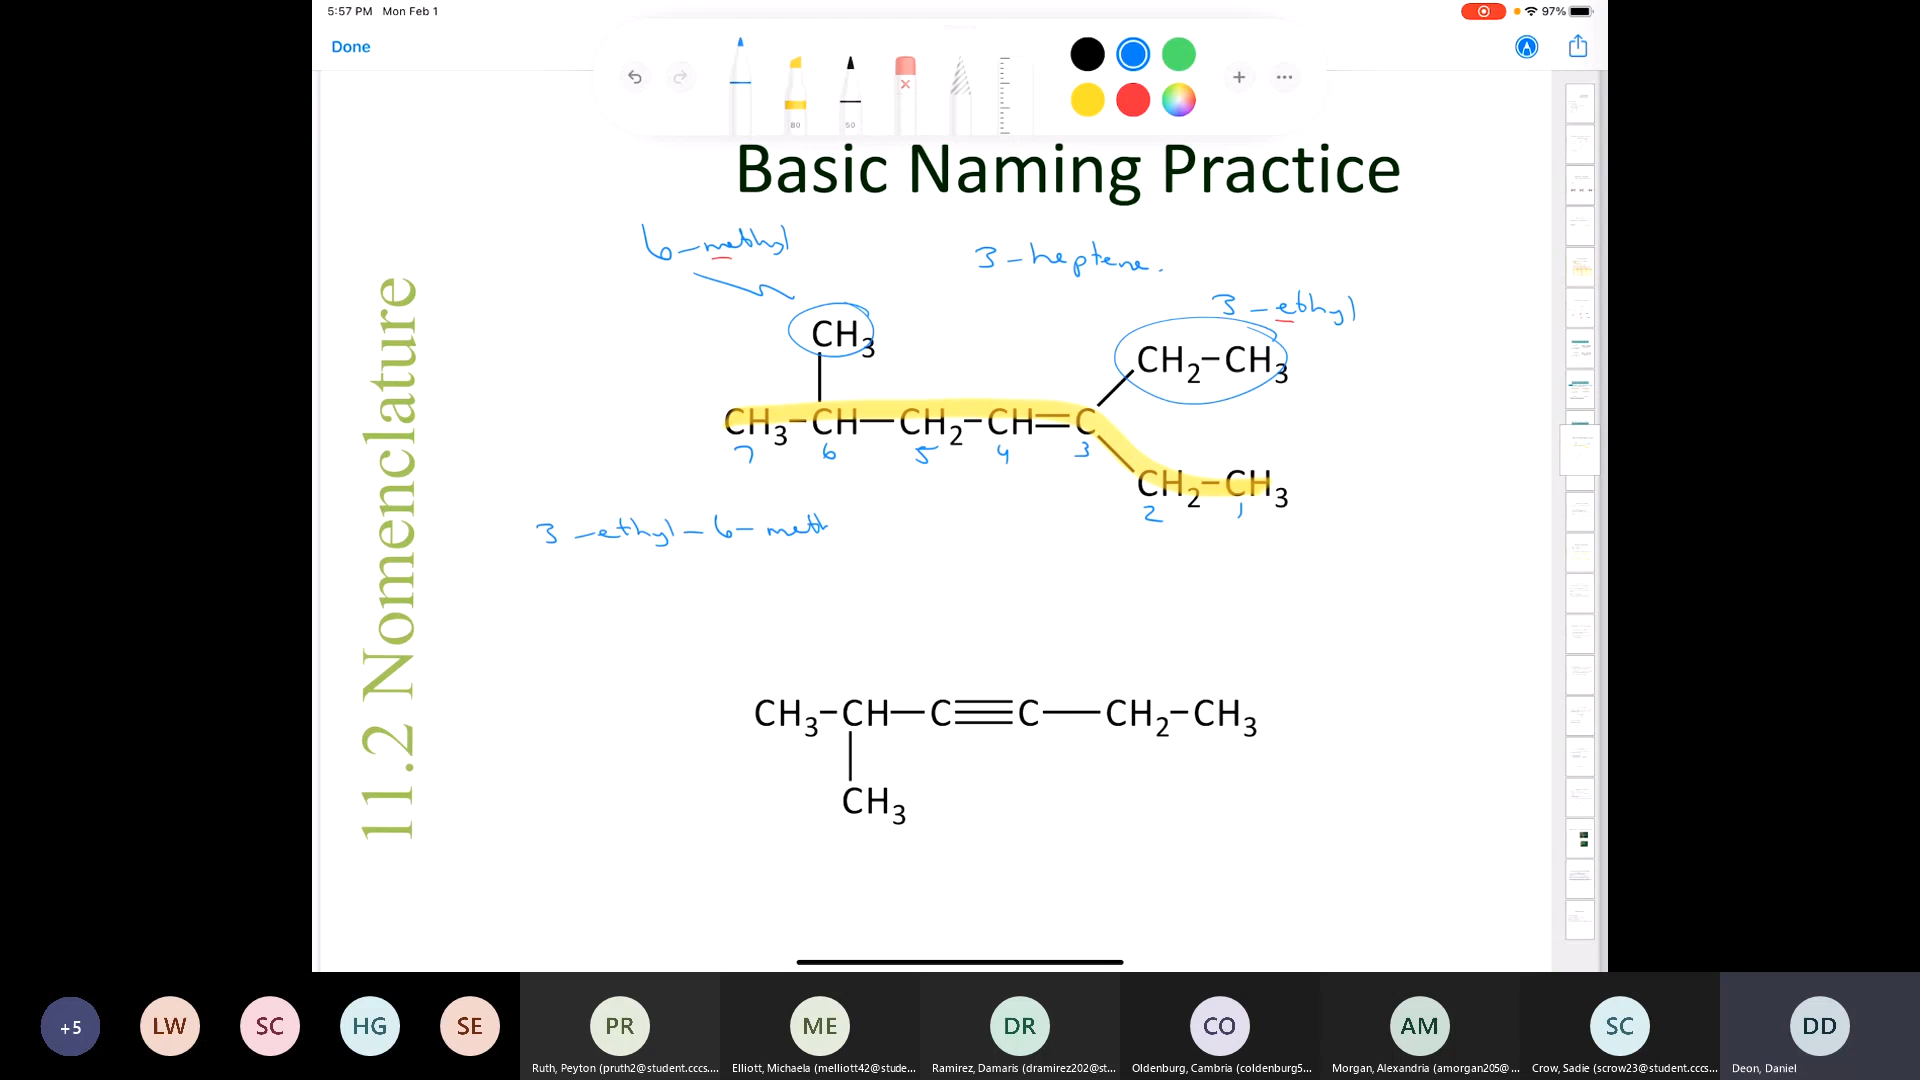 5:57 PM Mon Feb 1
97%
Done
80
50
Basic Naming Practice
11.2 Nomenclature
6-methyl
3-heptene.
3-ethyl
CH3
CH2-CH3
CH3-CH-CH2-CH=C
7 6 5 4 3
CH2-CH3
2 1
3-ethyl-6-meth
CH3-CH-C≡C-CH2-CH3
CH3
+5
LW
SC
HG
SE
PR
ME
DR
CO
AM
SC
DD
Ruth, Peyton (pruth2@student.cccs....
Elliott, Michaela (melliott42@stude...
Ramirez, Damaris (dramirez202@st...
Oldenburg, Cambria (coldenburg5...
Morgan, Alexandria (amorgan205@...
Crow, Sadie (scrow23@student.cccs...
Deon, Daniel